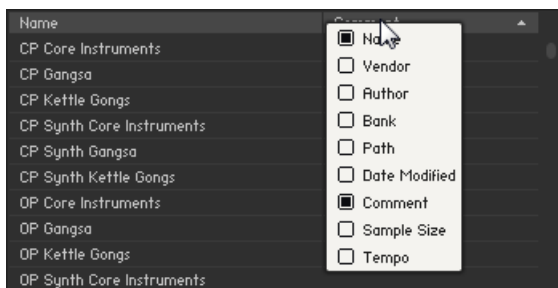 Name
Comment
CP Core Instruments
CP Gangsa
CP Kettle Gongs
CP Synth Core Instruments
CP Synth Gangsa
CP Synth Kettle Gongs
OP Core Instruments
OP Gangsa
OP Kettle Gongs
OP Synth Core Instruments
Name
Vendor
Author
Bank
Path
Date Modified
Comment
Sample Size
Tempo